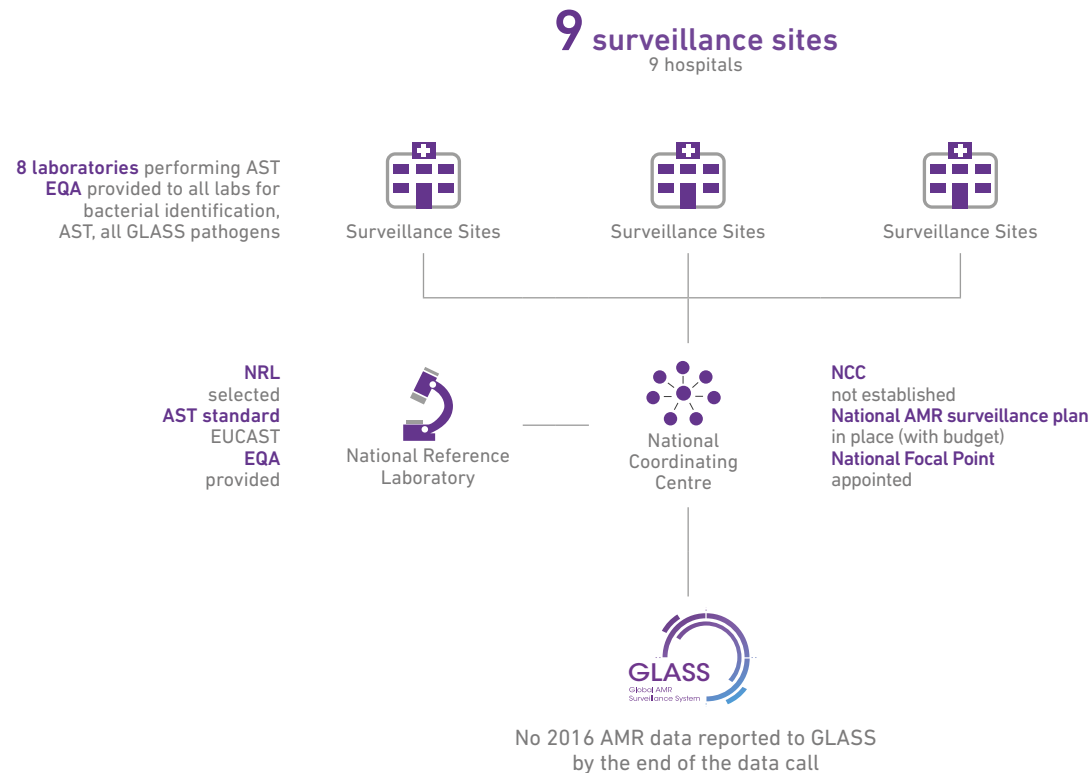 9 surveillance sites
9 hospitals
8 laboratories performing AST
EQA provided to all labs for
bacterial identification,
AST, all GLASS pathogens
Surveillance Sites
Surveillance Sites
Surveillance Sites
NRL
selected
AST standard
EUCAST
EQA
provided
National Reference
Laboratory
National
Coordinating
Centre
NCC
not established
National AMR surveillance plan
in place (with budget)
National Focal Point
appointed
GLASS
Global AMR
Surveillance System
No 2016 AMR data reported to GLASS
by the end of the data call